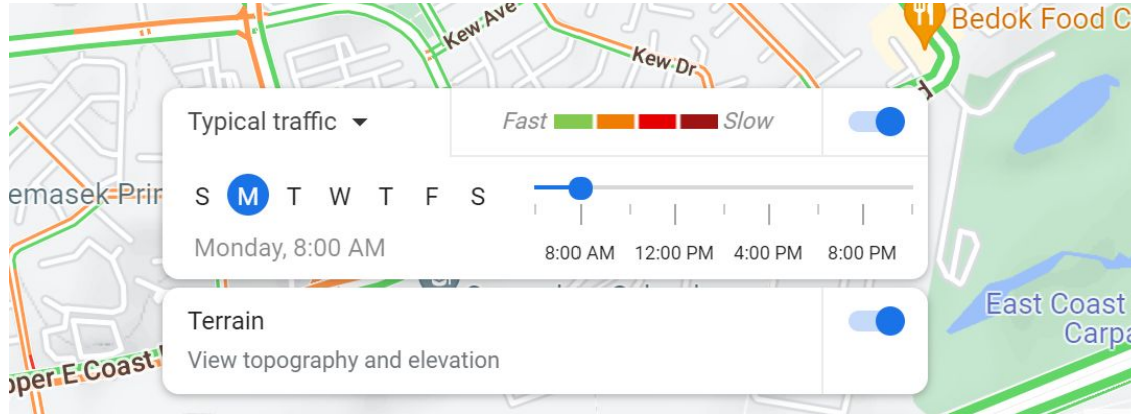 Kew Ave
Bedok Food C
Kew Dr
Typical traffic
Fast
Slow
emasek Prin
S M T W T F S
Monday, 8:00 AM
8:00 AM 12:00 PM 4:00 PM 8:00 PM
East Coast
Carpa
Terrain
View topography and elevation
pper E Coast